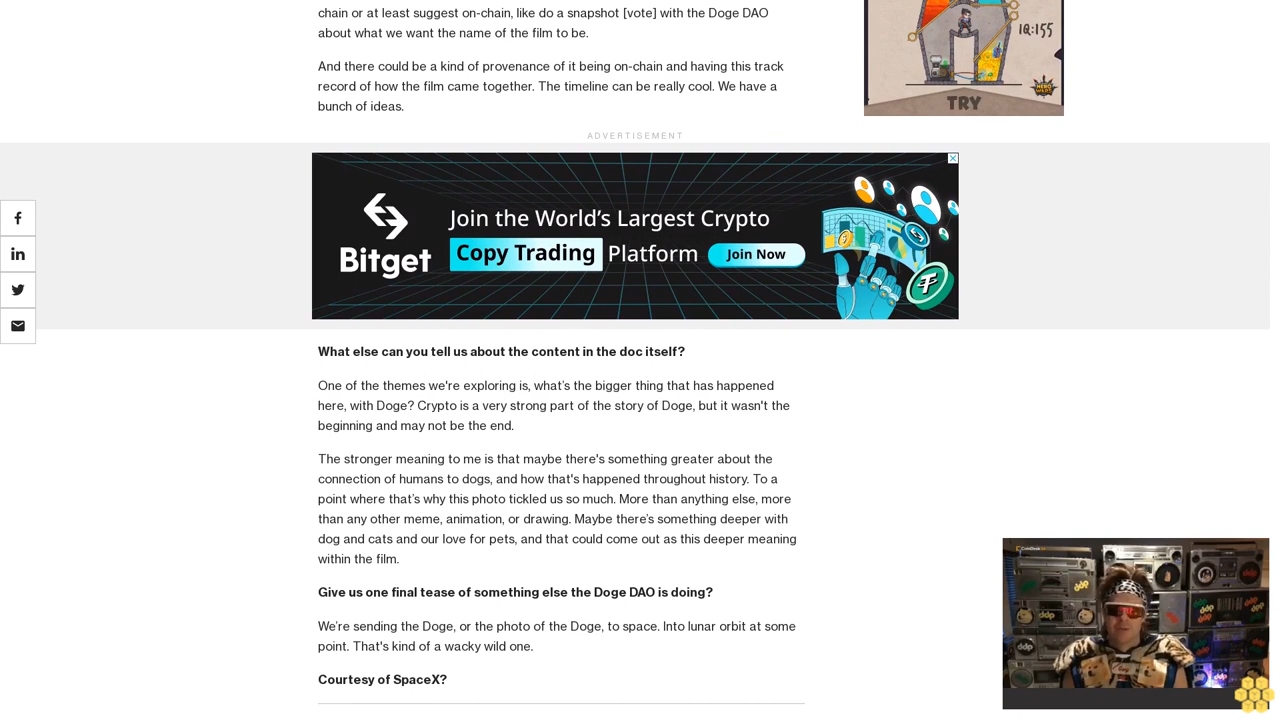 chain or at least suggest on-chain, like do a snapshot [vote] with the Doge DAO
about what we want the name of the film to be.
And there could be a kind of provenance of it being on-chain and having this track
record of how the film came together. The timeline can be really cool. We have a
bunch of ideas.
IQ:155
HERO WARS
TRY
ADVERTISEMENT
Bitget
Join the World's Largest Crypto
Copy Trading Platform
Join Now
What else can you tell us about the content in the doc itself?
One of the themes we're exploring is, what's the bigger thing that has happened
here, with Doge? Crypto is a very strong part of the story of Doge, but it wasn't the
beginning and may not be the end.
The stronger meaning to me is that maybe there's something greater about the
connection of humans to dogs, and how that's happened throughout history. To a
point where that’s why this photo tickled us so much. More than anything else, more
than any other meme, animation, or drawing. Maybe there’s something deeper with
dog and cats and our love for pets, and that could come out as this deeper meaning
within the film.
Give us one final tease of something else the Doge DAO is doing?
We're sending the Doge, or the photo of the Doge, to space. Into lunar orbit at some
point. That's kind of a wacky wild one.
Courtesy of SpaceX?
CoinDesk
ddp
ddp
ddp
ddp
ddp